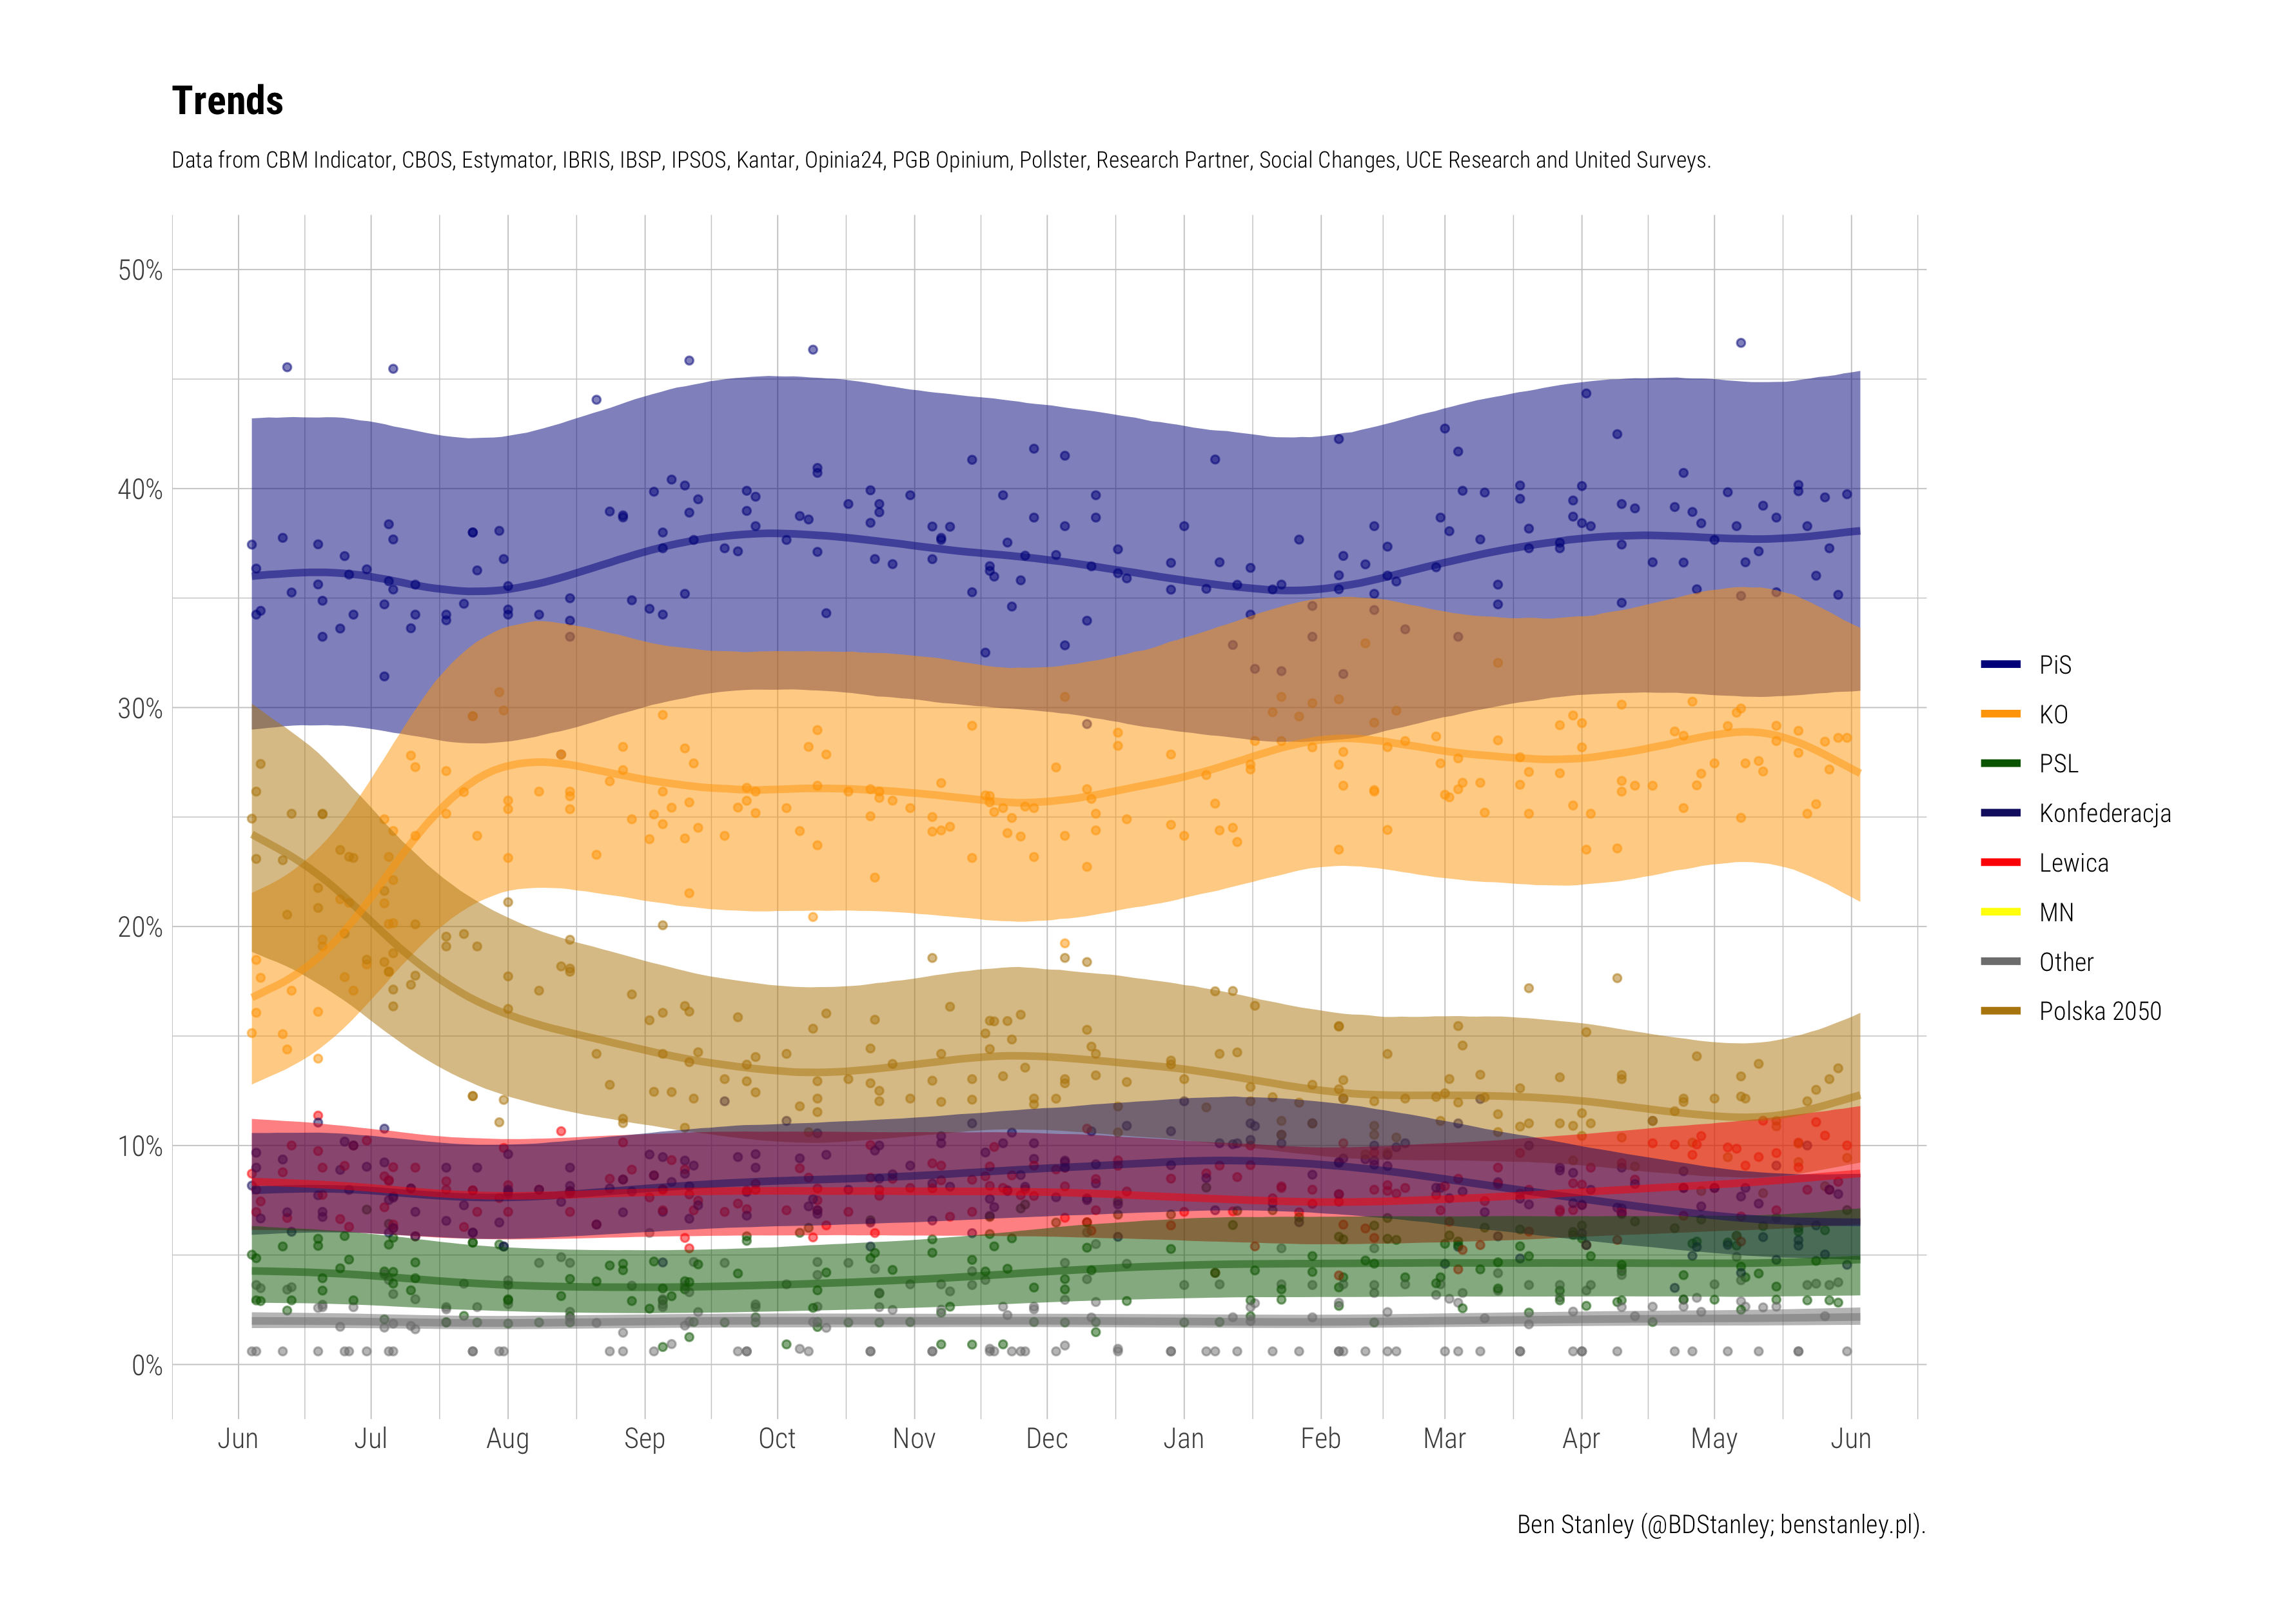 Trends
Data from CBM Indicator, CBOS, Estymator, IBRIS, IBSP, IPSOS, Kantar, Opinia24, PGB Opinium, Pollster, Research Partner, Social Changes, UCE Research and United Surveys.
50%
40%
30%
20%
10%
0%
Jun Jul Aug Sep Oct Nov Dec Jan Feb Mar Apr May Jun
PiS
KO
PSL
Konfederacja
Lewica
MN
Other
Polska 2050
Ben Stanley (@BDStanley; benstanley.pl).